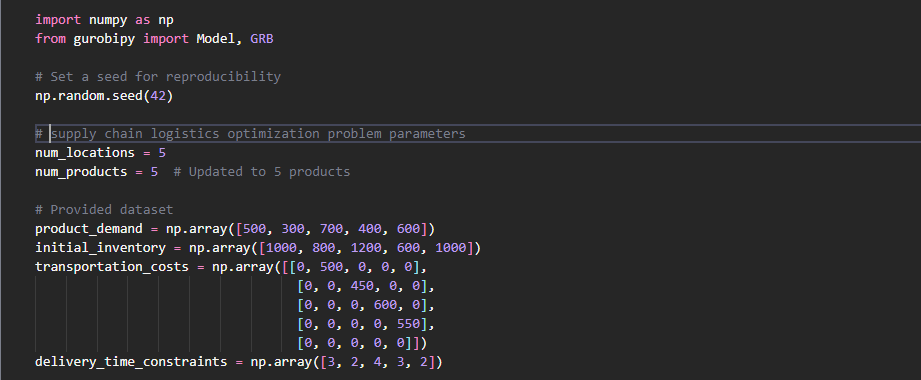 import numpy as np
from gurobipy import Model, GRB
# Set a seed for reproducibility
np.random.seed(42)
# supply chain logistics optimization problem parameters
num_locations = 5
num_products = 5  # Updated to 5 products
# Provided dataset
product_demand = np.array([500, 300, 700, 400, 600])
initial_inventory = np.array([1000, 800, 1200, 600, 1000])
transportation_costs = np.array([[0, 500, 0, 0, 0],
                                  [0, 0, 450, 0, 0],
                                  [0, 0, 0, 600, 0],
                                  [0, 0, 0, 0, 550],
                                  [0, 0, 0, 0, 0]])
delivery_time_constraints = np.array([3, 2, 4, 3, 2])